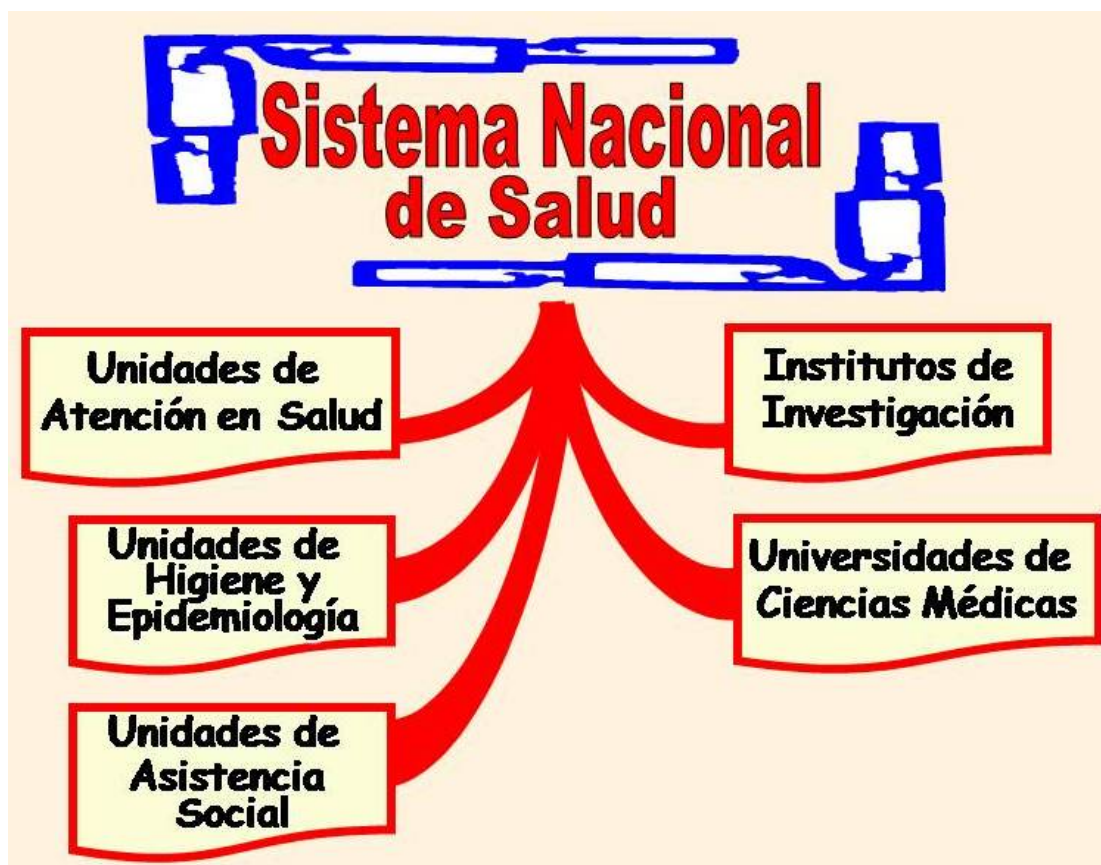 Sistema Nacional
de Salud
Unidades de
Atención en Salud
Institutos de
Investigación
Unidades de
Higiene y
Epidemiología
Universidades de
Ciencias Médicas
Unidades de
Asistencia
Social